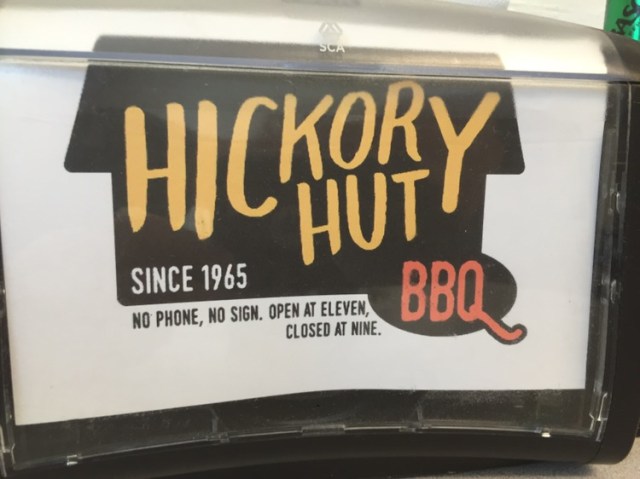 SCA
HICKORY
HUT
SINCE 1965
BBQ
NO PHONE, NO SIGN. OPEN AT ELEVEN,
CLOSED AT NINE.